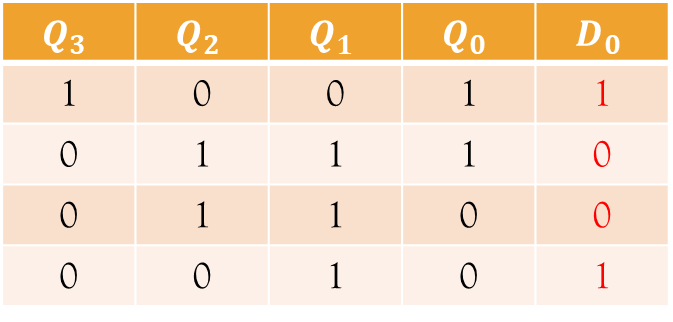 Q₃ Q₂ Q₁ Q₀ D₀
1 0 0 1 1
0 1 1 1 0
0 1 1 0 0
0 0 1 0 1